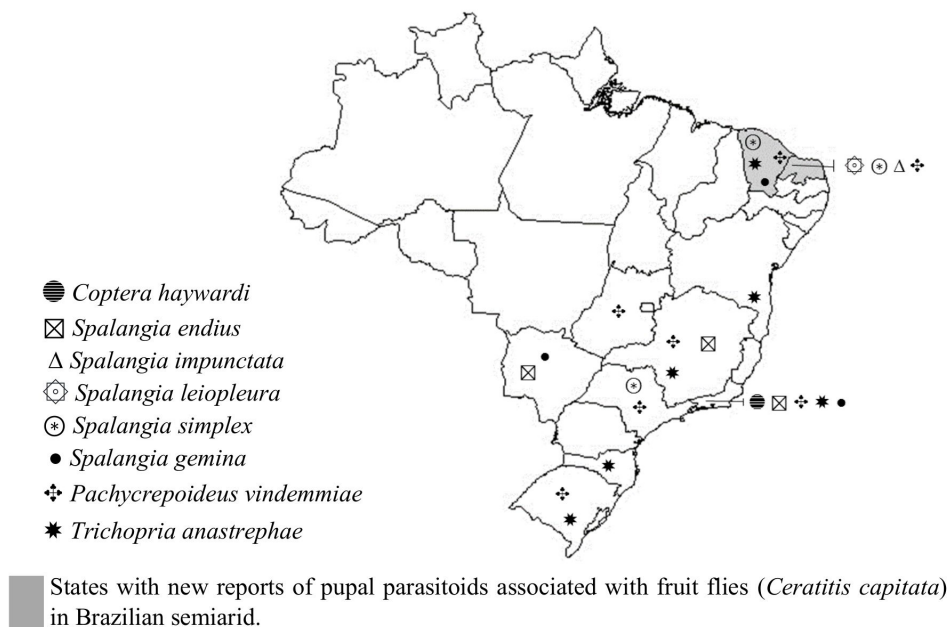 Coptera haywardi
Spalangia endius
Spalangia impunctata
Spalangia leiopleura
Spalangia simplex
Spalangia gemina
Pachycrepoideus vindemmiae
Trichopria anastrephae
States with new reports of pupal parasitoids associated with fruit flies (Ceratitis capitata)
in Brazilian semiarid.